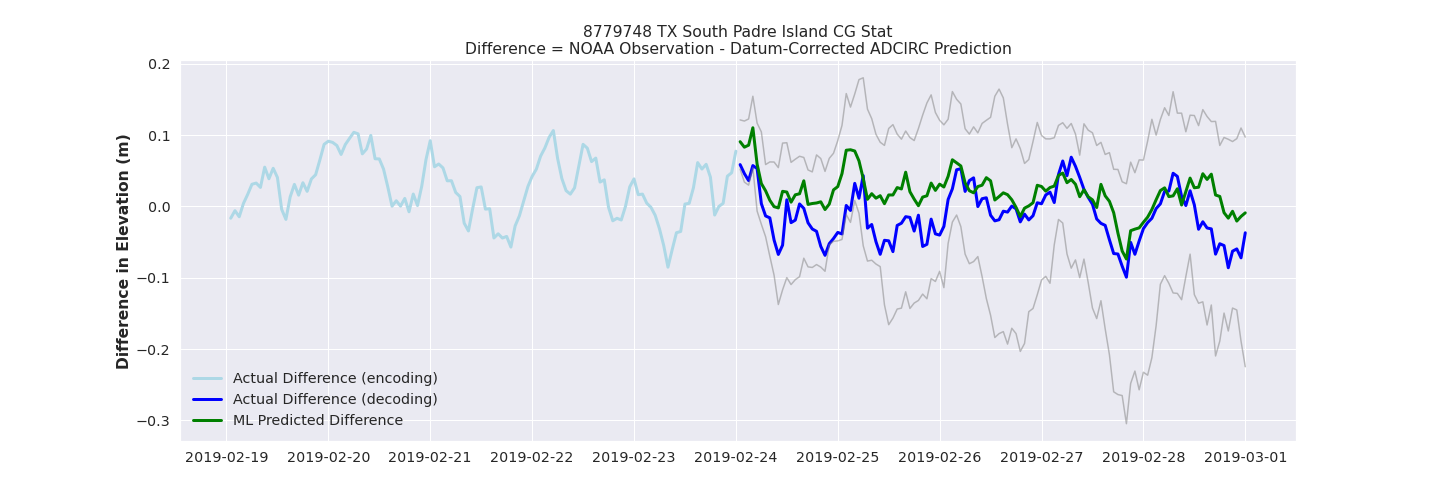 8779748 TX South Padre Island CG Stat
Difference = NOAA Observation - Datum-Corrected ADCIRC Prediction
Difference in Elevation (m)
0.2
0.1
0.0
−0.1
−0.2
−0.3
Actual Difference (encoding)
Actual Difference (decoding)
ML Predicted Difference
2019-02-19 2019-02-20 2019-02-21 2019-02-22 2019-02-23 2019-02-24 2019-02-25 2019-02-26 2019-02-27 2019-02-28 2019-03-01